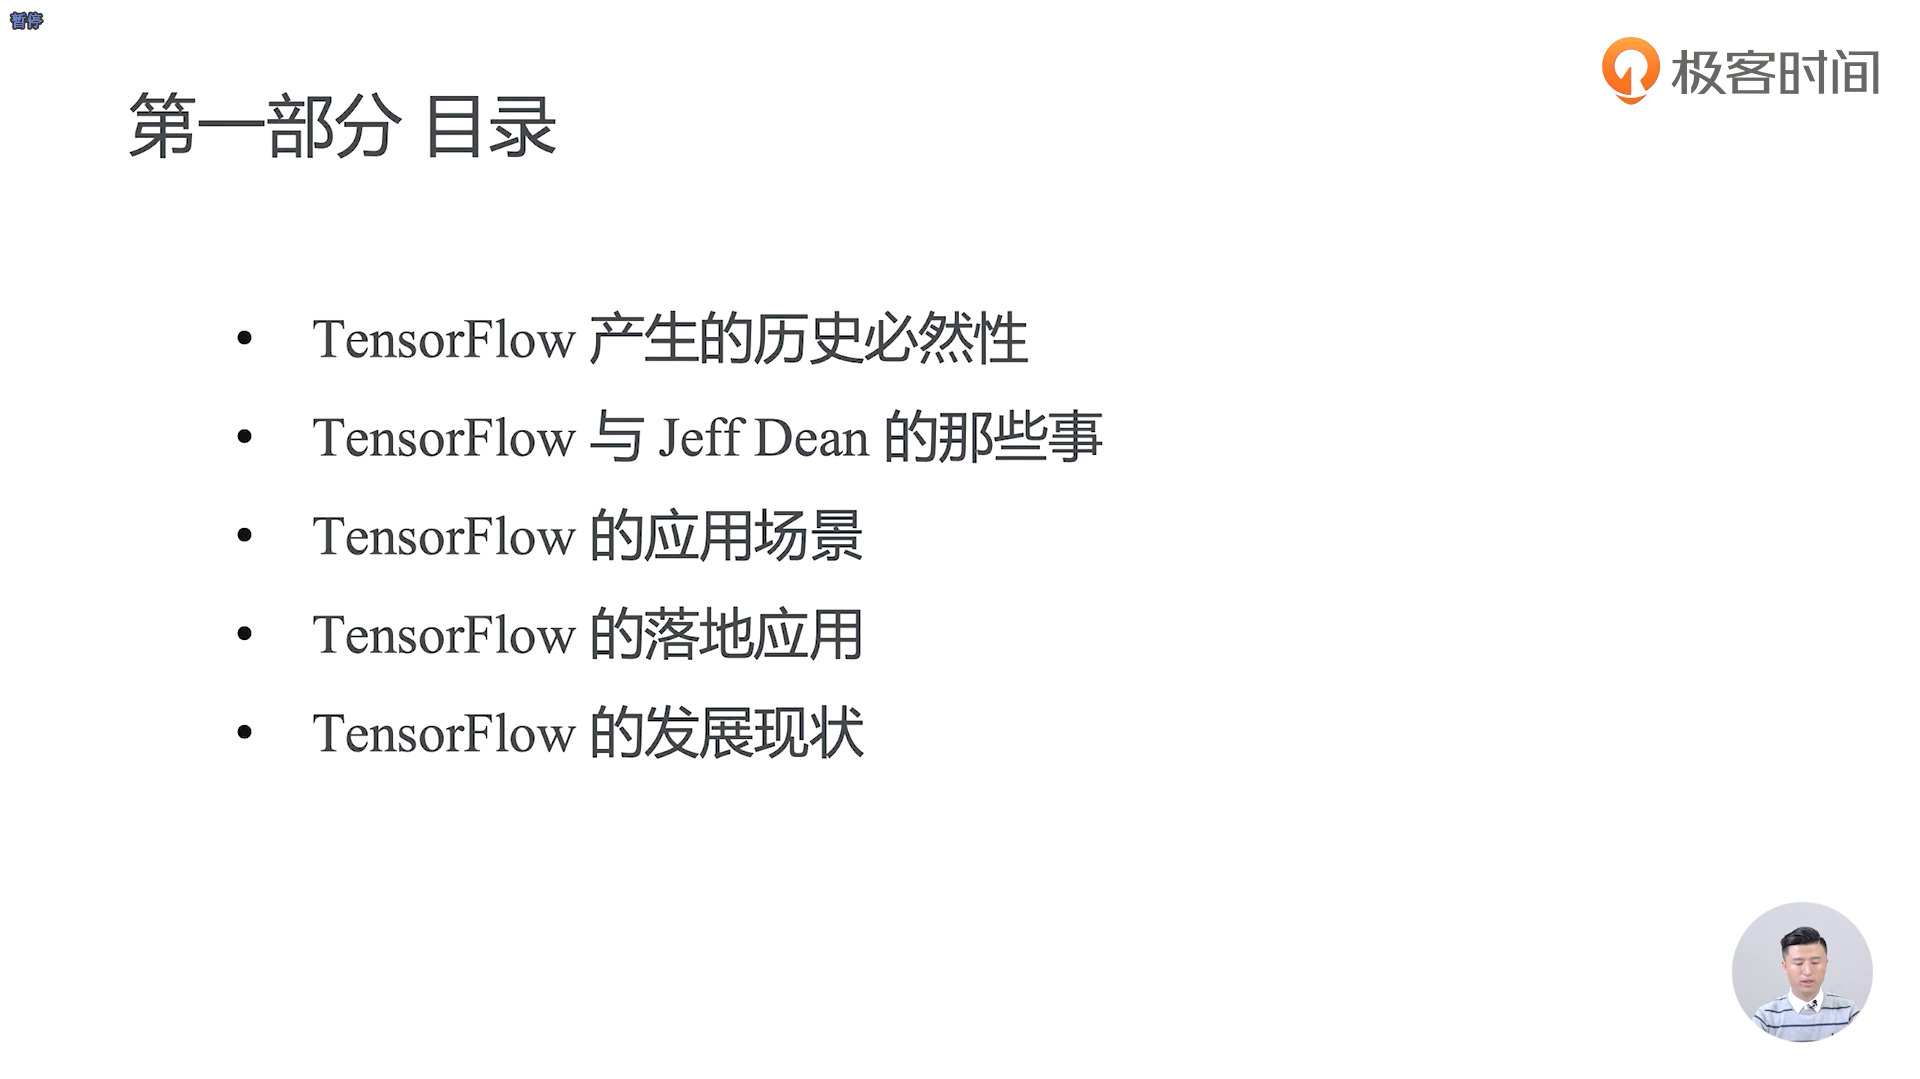 暂停
极客时间
第一部分 目录
• TensorFlow 产生的历史必然性
• TensorFlow 与 Jeff Dean 的那些事
• TensorFlow 的应用场景
• TensorFlow 的落地应用
• TensorFlow 的发展现状